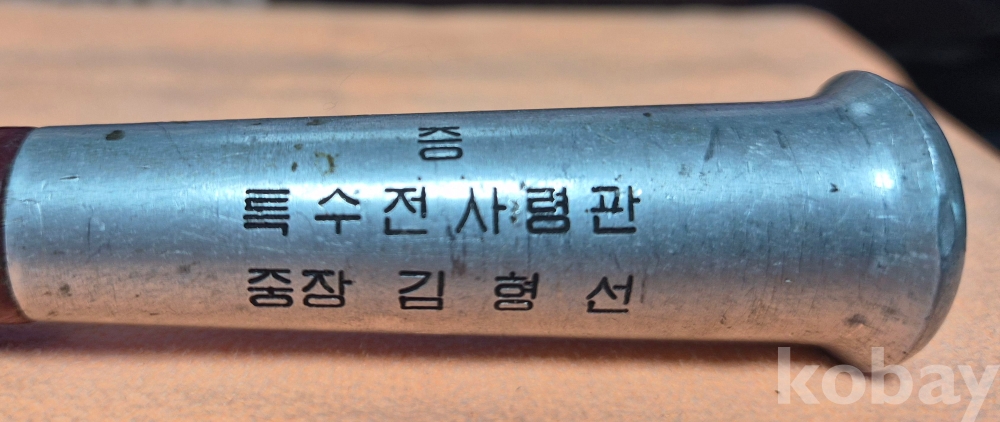 증
특수전사령관
중장 김형선
kobay